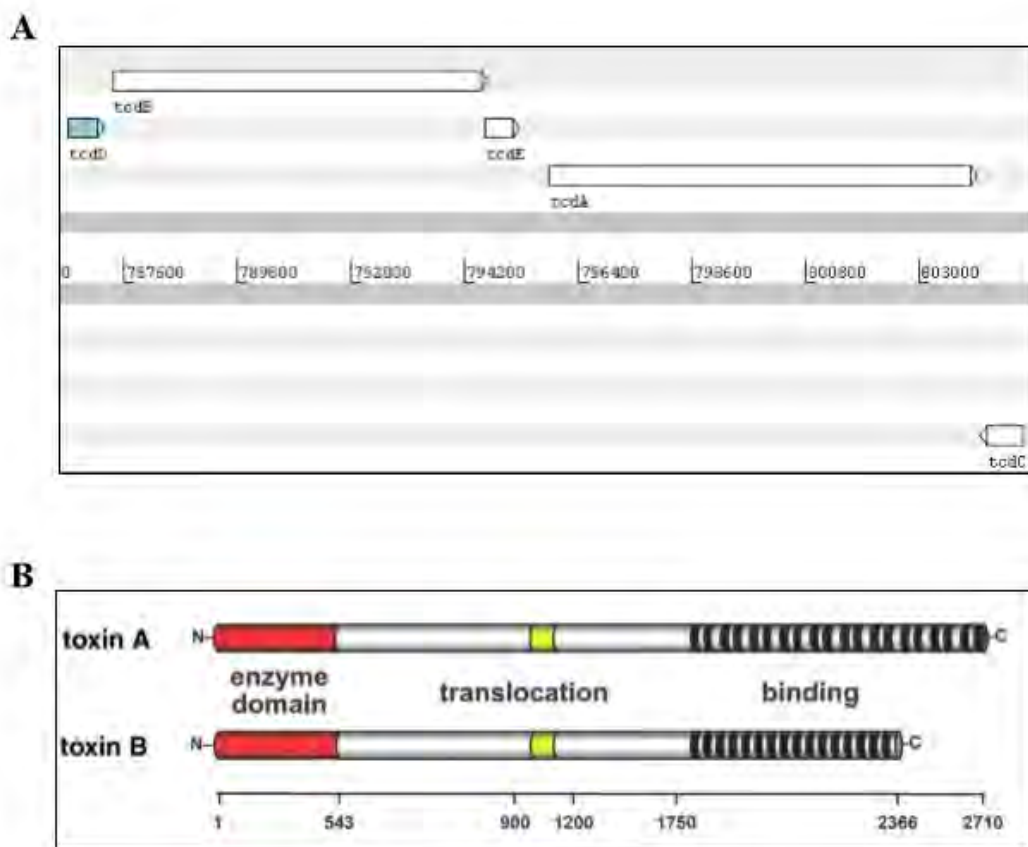 A
tcdB
tcdD
tcdE
tcdA
0 787600 789800 792000 794200 796400 798600 800800 803000
tcdC
B
toxin A N C
enzyme domain translocation binding
toxin B N C
1 543 900 1200 1750 2366 2710